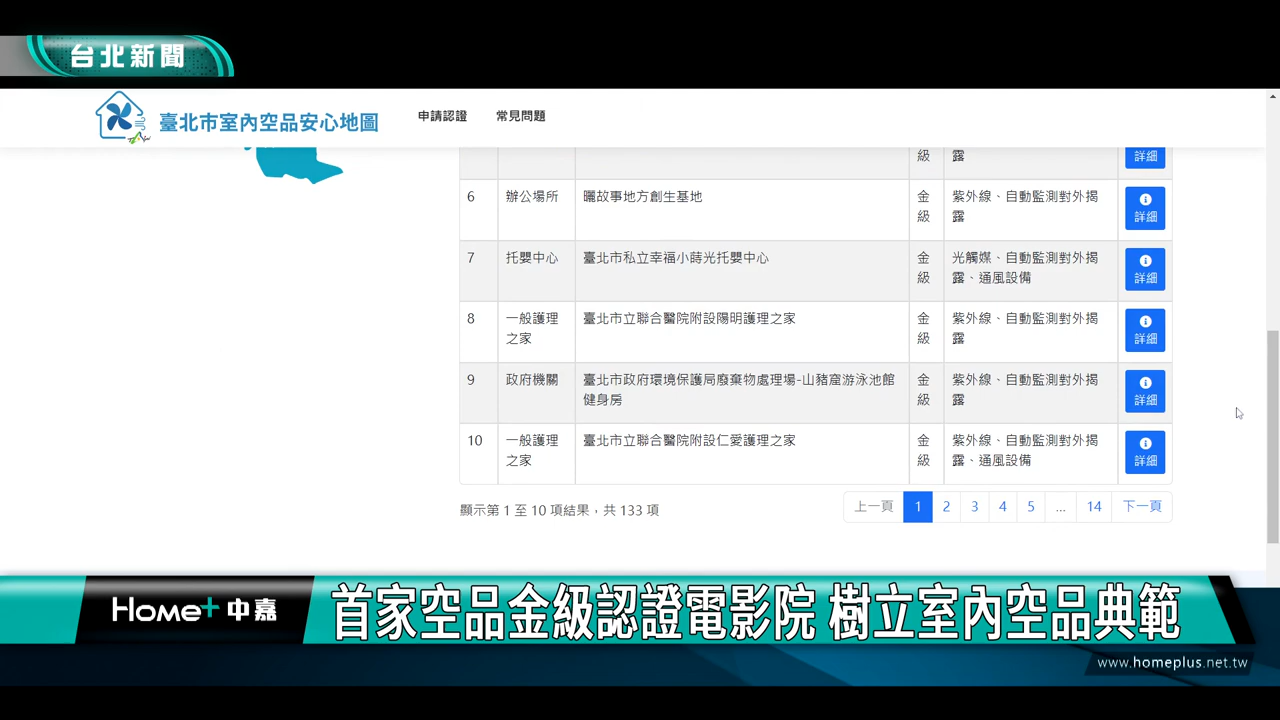 台北新聞
臺北市室內空品安心地圖 申請認證 常見問題
級 露 詳細
6 辦公場所 曬故事地方創生基地 金級 紫外線、自動監測對外揭露 詳細
7 托嬰中心 臺北市私立幸福小蒔光托嬰中心 金級 光觸媒、自動監測對外揭露、通風設備 詳細
8 一般護理之家 臺北市立聯合醫院附設陽明護理之家 金級 紫外線、自動監測對外揭露 詳細
9 政府機關 臺北市政府環境保護局廢棄物處理場-山豬窟游泳池館健身房 金級 紫外線、自動監測對外揭露 詳細
10 一般護理之家 臺北市立聯合醫院附設仁愛護理之家 金級 紫外線、自動監測對外揭露、通風設備 詳細
顯示第 1 至 10 項結果，共 133 項 上一頁 1 2 3 4 5 ... 14 下一頁
Home+中嘉 首家空品金級認證電影院 樹立室內空品典範
www.homeplus.net.tw